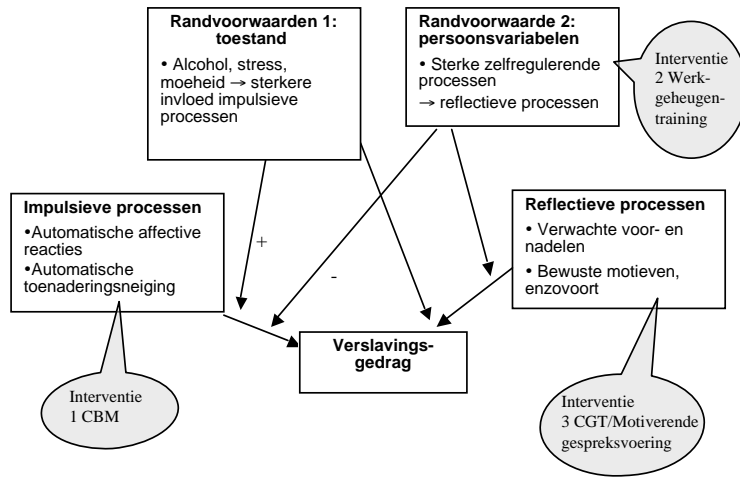 Randvoorwaarden 1:
toestand
• Alcohol, stress,
moeheid → sterkere
invloed impulsieve
processen
Randvoorwaarde 2:
persoonsvariabelen
• Sterke zelfregulerende
processen
→ reflectieve processen
Interventie
2 Werk-
geheugen-
training
Impulsieve processen
•Automatische affective
reacties
•Automatische
toenaderingsneiging
+
-
Reflectieve processen
• Verwachte voor- en
nadelen
• Bewuste motieven,
enzovoort
Verslavings-
gedrag
Interventie
1 CBM
Interventie
3 CGT/Motiverende
gespreksvoering